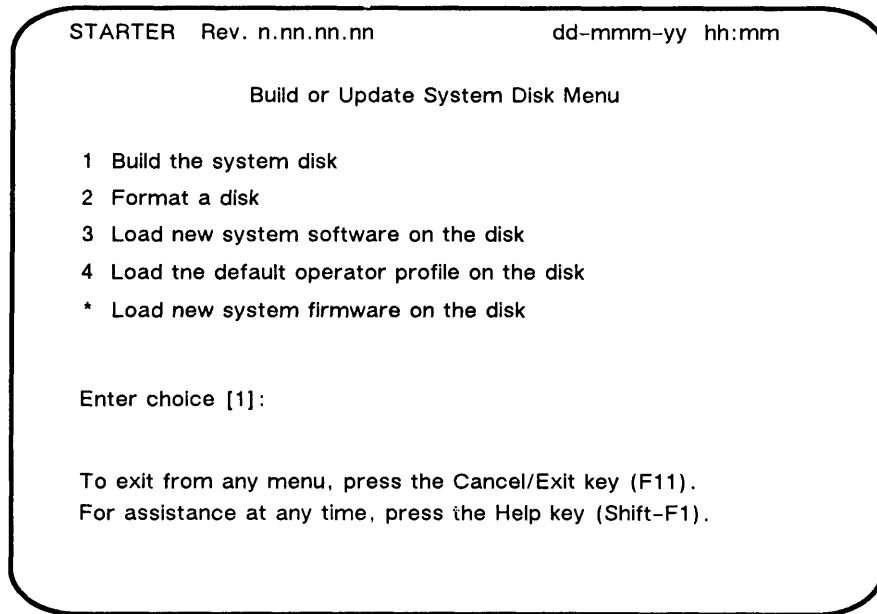 STARTER Rev. n.nn.nn.nn dd-mmm-yy hh:mm
Build or Update System Disk Menu
1 Build the system disk
2 Format a disk
3 Load new system software on the disk
4 Load tne default operator profile on the disk
* Load new system firmware on the disk
Enter choice [1]:
To exit from any menu, press the Cancel/Exit key (F11).
For assistance at any time, press the Help key (Shift-F1).